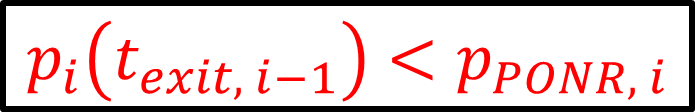 p_i(t_{exit, i-1}) < p_{PONR, i}